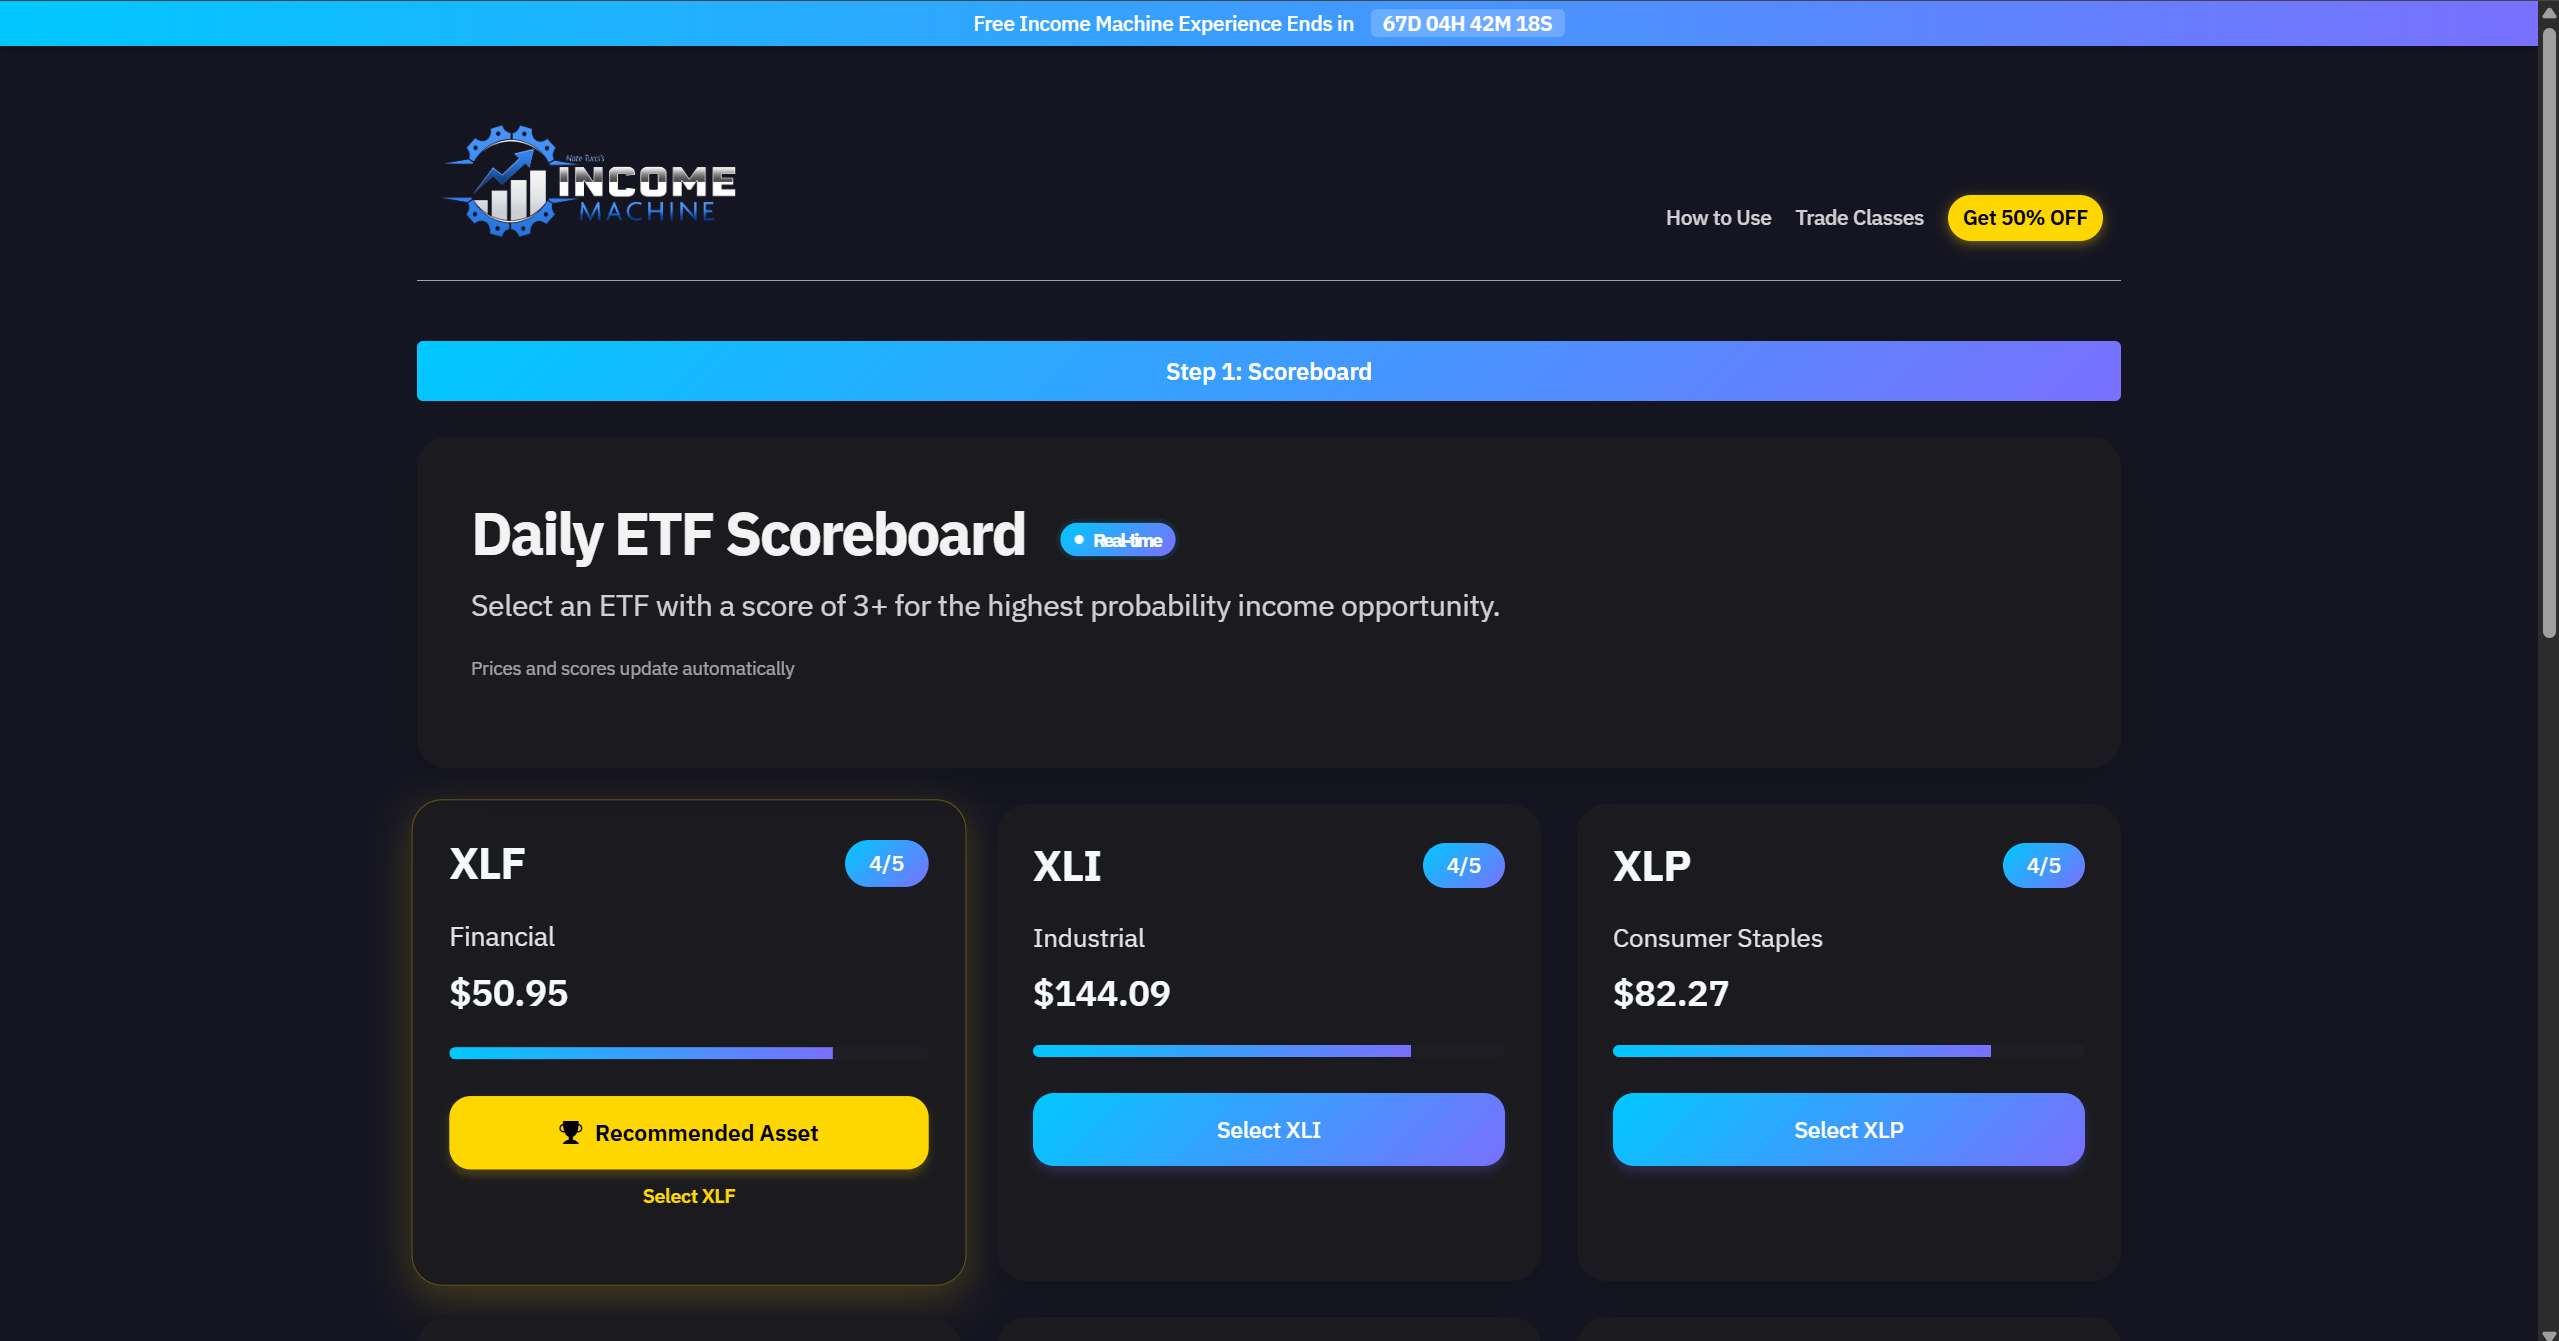 Free Income Machine Experience Ends in 67D 04H 42M 18S
Nate Tucci's
INCOME
MACHINE
How to Use Trade Classes Get 50% OFF
Step 1: Scoreboard
Daily ETF Scoreboard Real-time
Select an ETF with a score of 3+ for the highest probability income opportunity.
Prices and scores update automatically
XLF 4/5
Financial
$50.95
Recommended Asset
Select XLF
XLI 4/5
Industrial
$144.09
Select XLI
XLP 4/5
Consumer Staples
$82.27
Select XLP